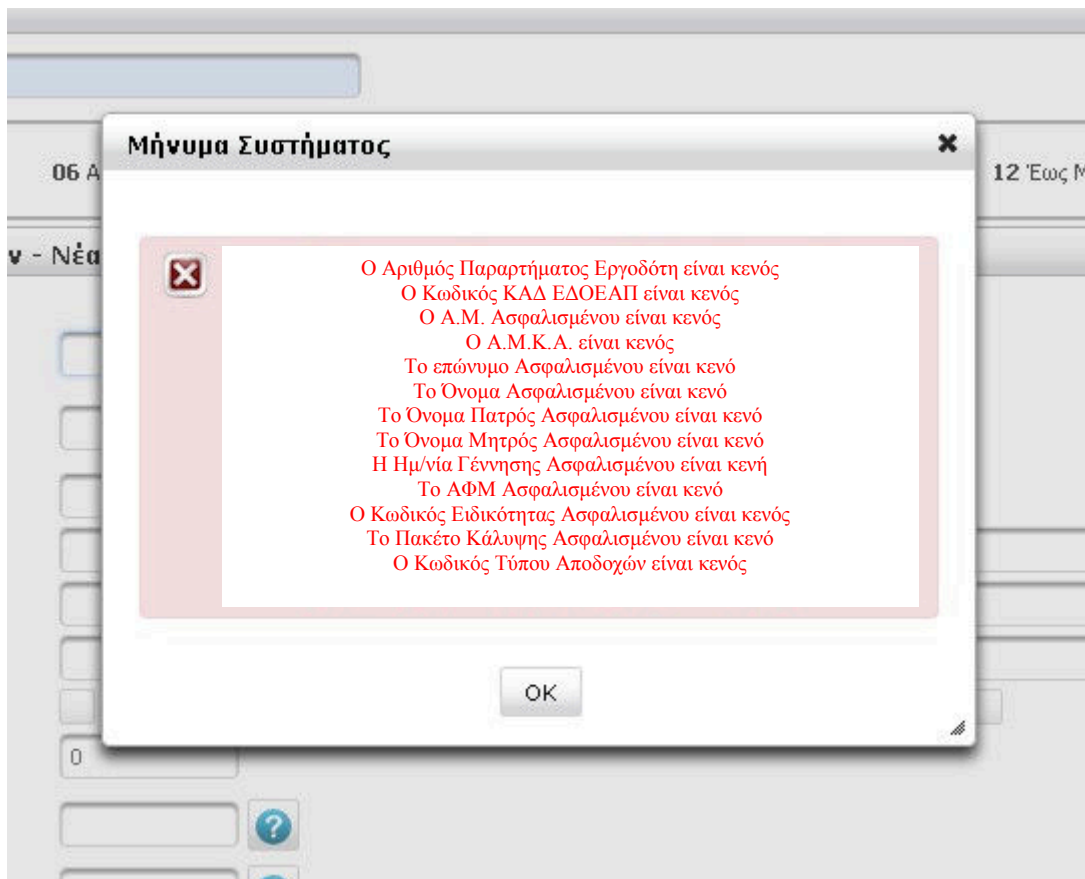 Μήνυμα Συστήματος
06 Α
12 Έως Μ
ν - Νέα
Ο Αριθμός Παραρτήματος Εργοδότη είναι κενός
Ο Κωδικός ΚΑΔ ΕΔΟΕΑΠ είναι κενός
Ο Α.Μ. Ασφαλισμένου είναι κενός
Ο Α.Μ.Κ.Α. είναι κενός
Το επώνυμο Ασφαλισμένου είναι κενό
Το Όνομα Ασφαλισμένου είναι κενό
Το Όνομα Πατρός Ασφαλισμένου είναι κενό
Το Όνομα Μητρός Ασφαλισμένου είναι κενό
Η Ημ/νία Γέννησης Ασφαλισμένου είναι κενή
Το ΑΦΜ Ασφαλισμένου είναι κενό
Ο Κωδικός Ειδικότητας Ασφαλισμένου είναι κενός
Το Πακέτο Κάλυψης Ασφαλισμένου είναι κενό
Ο Κωδικός Τύπου Αποδοχών είναι κενός
OK
0
?